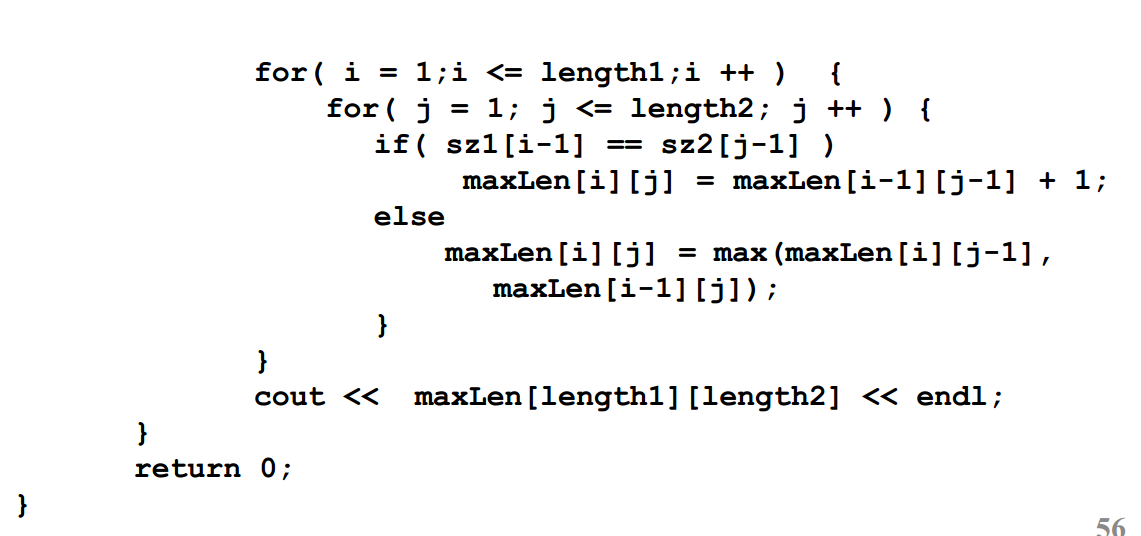 for( i = 1;i <= length1;i ++ )  {
for( j = 1; j <= length2; j ++ ) {
if( sz1[i-1] == sz2[j-1] )
maxLen[i][j] = maxLen[i-1][j-1] + 1;
else
maxLen[i][j] = max(maxLen[i][j-1],
maxLen[i-1][j]);
}
}
cout <<  maxLen[length1][length2] << endl;
}
return 0;
}
56